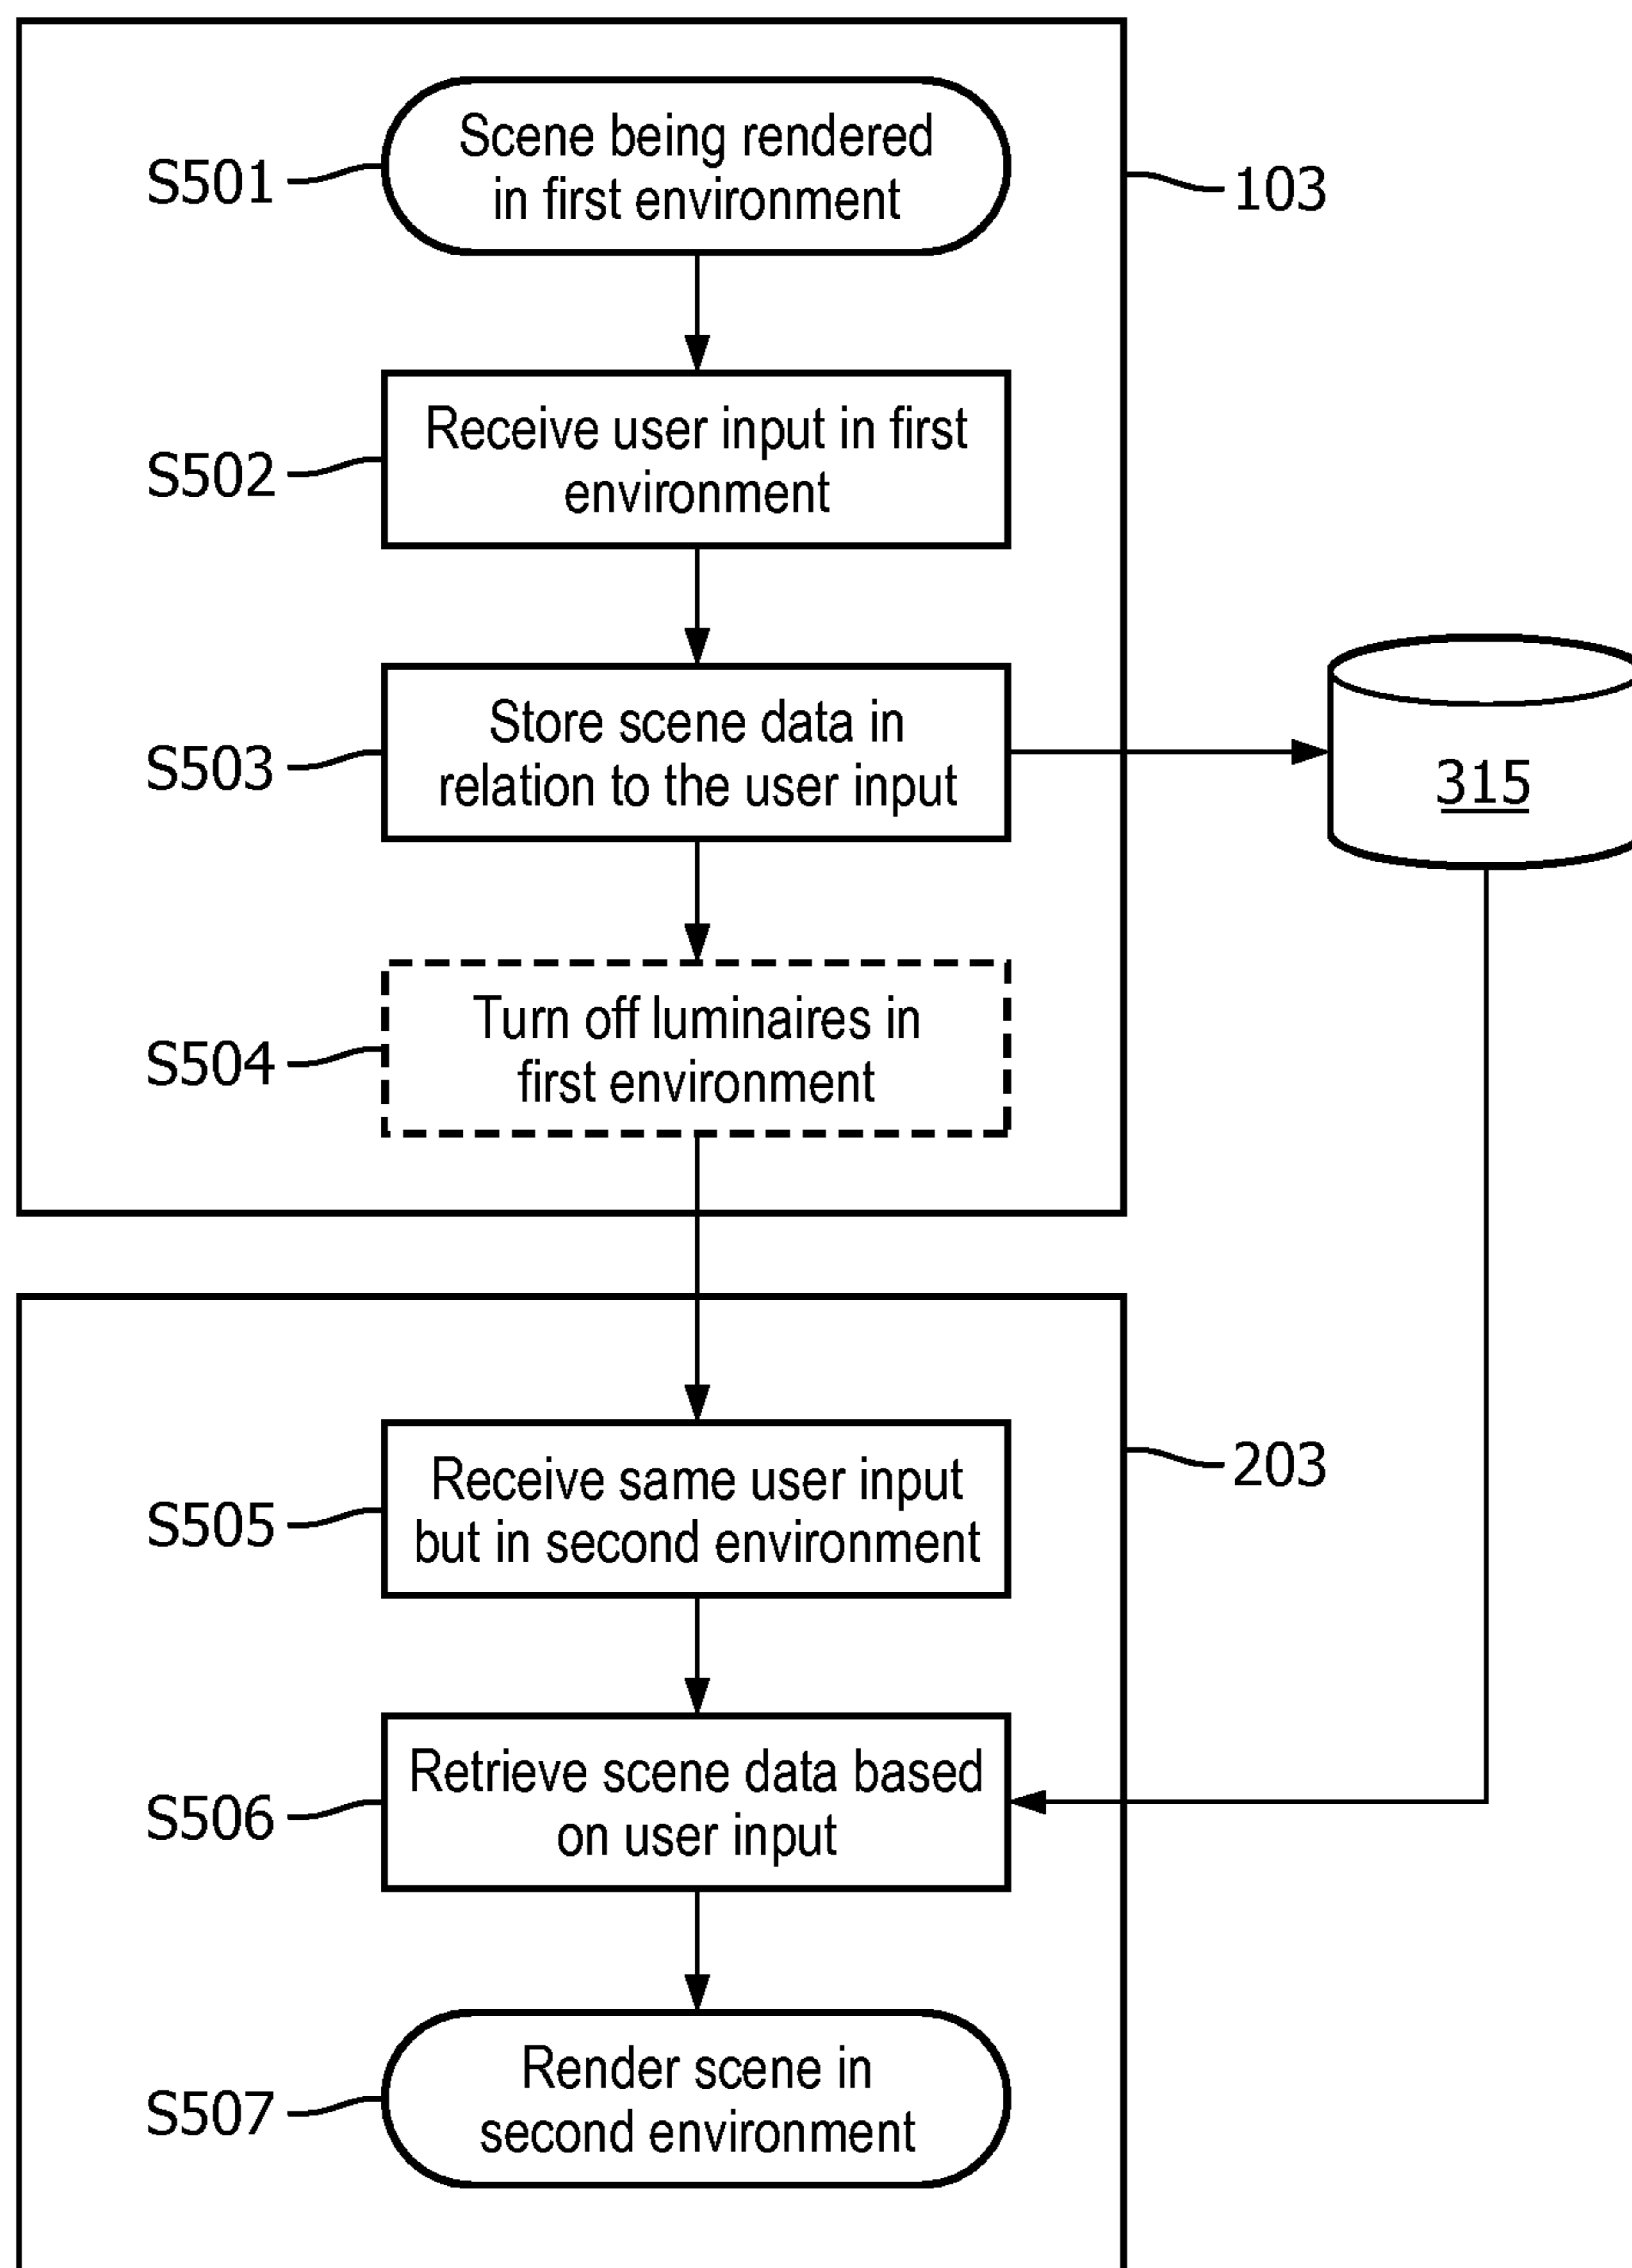 Scene being rendered
in first environment
S501
103
Receive user input in first
environment
S502
Store scene data in
relation to the user input
S503
315
Turn off luminaires in
first environment
S504
Receive same user input
but in second environment
S505
203
Retrieve scene data based
on user input
S506
Render scene in
second environment
S507